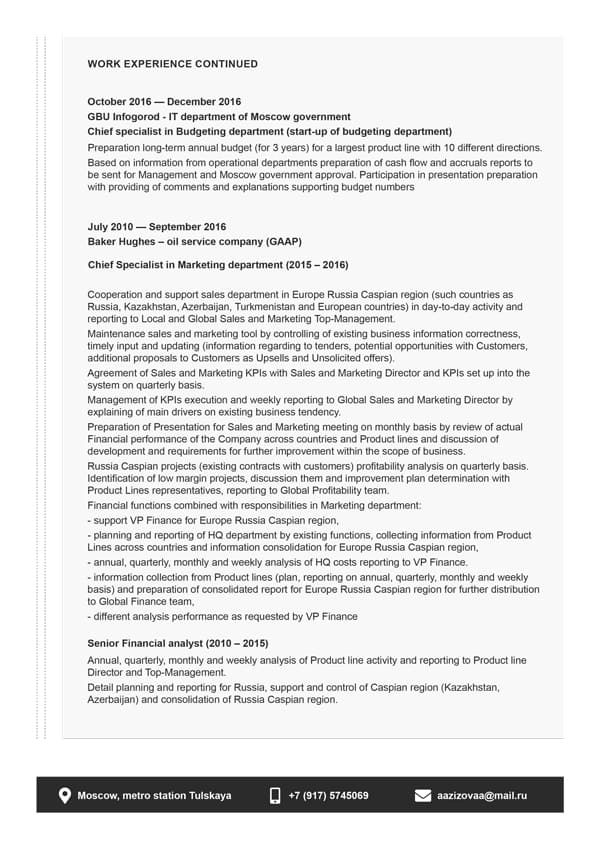 WORK EXPERIENCE CONTINUED
October 2016 — December 2016
GBU Infogorod - IT department of Moscow government
Chief specialist in Budgeting department (start-up of budgeting department)
Preparation long-term annual budget (for 3 years) for a largest product line with 10 different directions.
Based on information from operational departments preparation of cash flow and accruals reports to
be sent for Management and Moscow government approval. Participation in presentation preparation
with providing of comments and explanations supporting budget numbers
July 2010 — September 2016
Baker Hughes – oil service company (GAAP)
Chief Specialist in Marketing department (2015 – 2016)
Cooperation and support sales department in Europe Russia Caspian region (such countries as
Russia, Kazakhstan, Azerbaijan, Turkmenistan and European countries) in day-to-day activity and
reporting to Local and Global Sales and Marketing Top-Management.
Maintenance sales and marketing tool by controlling of existing business information correctness,
timely input and updating (information regarding to tenders, potential opportunities with Customers,
additional proposals to Customers as Upsells and Unsolicited offers).
Agreement of Sales and Marketing KPIs with Sales and Marketing Director and KPIs set up into the
system on quarterly basis.
Management of KPIs execution and weekly reporting to Global Sales and Marketing Director by
explaining of main drivers on existing business tendency.
Preparation of Presentation for Sales and Marketing meeting on monthly basis by review of actual
Financial performance of the Company across countries and Product lines and discussion of
development and requirements for further improvement within the scope of business.
Russia Caspian projects (existing contracts with customers) profitability analysis on quarterly basis.
Identification of low margin projects, discussion them and improvement plan determination with
Product Lines representatives, reporting to Global Profitability team.
Financial functions combined with responsibilities in Marketing department:
- support VP Finance for Europe Russia Caspian region,
- planning and reporting of HQ department by existing functions, collecting information from Product
Lines across countries and information consolidation for Europe Russia Caspian region,
- annual, quarterly, monthly and weekly analysis of HQ costs reporting to VP Finance.
- information collection from Product lines (plan, reporting on annual, quarterly, monthly and weekly
basis) and preparation of consolidated report for Europe Russia Caspian region for further distribution
to Global Finance team,
- different analysis performance as requested by VP Finance
Senior Financial analyst (2010 – 2015)
Annual, quarterly, monthly and weekly analysis of Product line activity and reporting to Product line
Director and Top-Management.
Detail planning and reporting for Russia, support and control of Caspian region (Kazakhstan,
Azerbaijan) and consolidation of Russia Caspian region.
Moscow, metro station Tulskaya
+7 (917) 5745069
aazizovaa@mail.ru